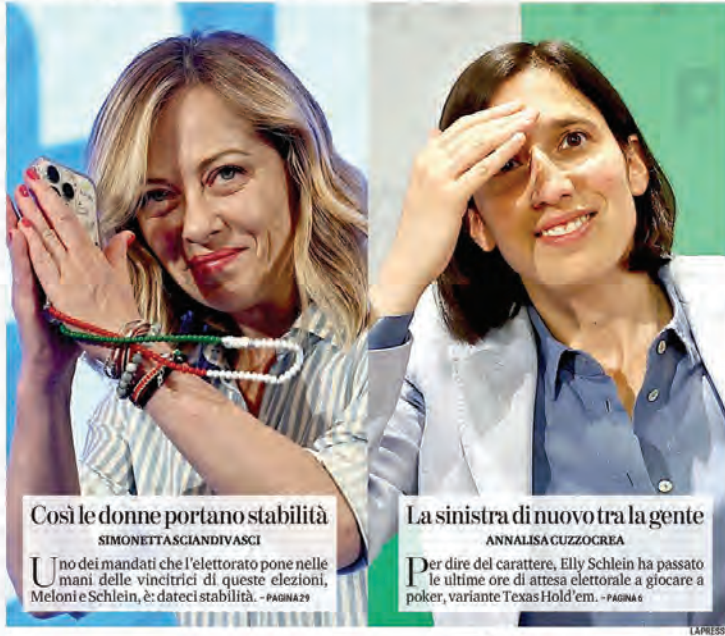 Così le donne portano stabilità
SIMONETTA SCIANDIVASCI
Uno dei mandati che l'elettorato pone nelle
mani delle vincitrici di queste elezioni,
Meloni e Schlein, è: dateci stabilità. – PAGINA 29
La sinistra di nuovo tra la gente
ANNALISA CUZZOCREA
Per dire del carattere, Elly Schlein ha passato
le ultime ore di attesa elettorale a giocare a
poker, variante Texas Hold'em. – PAGINA 6
LAPRESSE